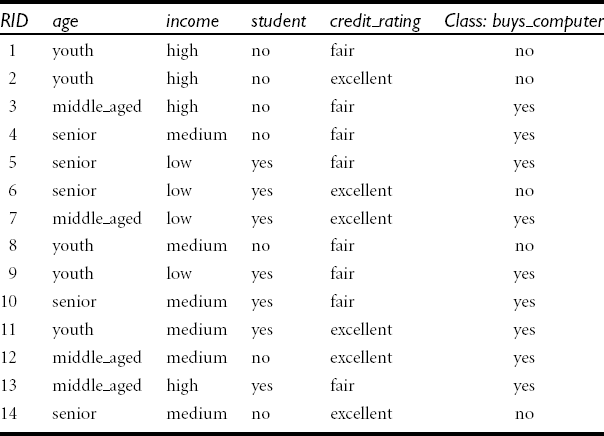 RID age income student credit_rating Class: buys_computer
1 youth high no fair no
2 youth high no excellent no
3 middle_aged high no fair yes
4 senior medium no fair yes
5 senior low yes fair yes
6 senior low yes excellent no
7 middle_aged low yes excellent yes
8 youth medium no fair no
9 youth low yes fair yes
10 senior medium yes fair yes
11 youth medium yes excellent yes
12 middle_aged medium no excellent yes
13 middle_aged high yes fair yes
14 senior medium no excellent no